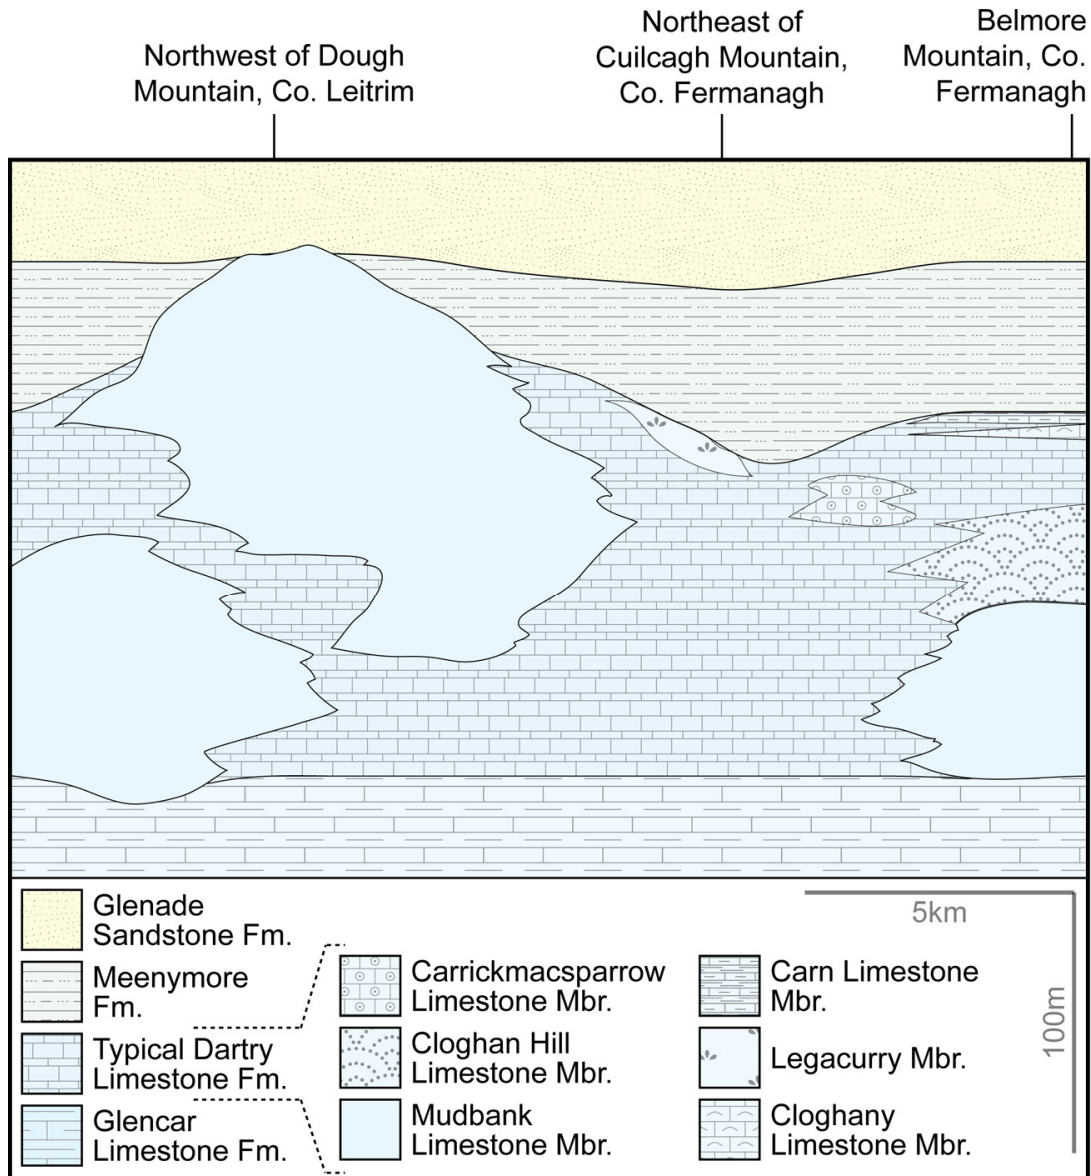 Northwest of Dough
Mountain, Co. Leitrim
Northeast of
Cuilcagh Mountain,
Co. Fermanagh
Belmore
Mountain, Co.
Fermanagh
Glenade
Sandstone Fm.
Meenymore
Fm.
Typical Dartry
Limestone Fm.
Glencar
Limestone Fm.
Carrickmacsparrow
Limestone Mbr.
Cloghan Hill
Limestone Mbr.
Mudbank
Limestone Mbr.
Carn Limestone
Mbr.
Legacurry Mbr.
Cloghany
Limestone Mbr.
5km
100m